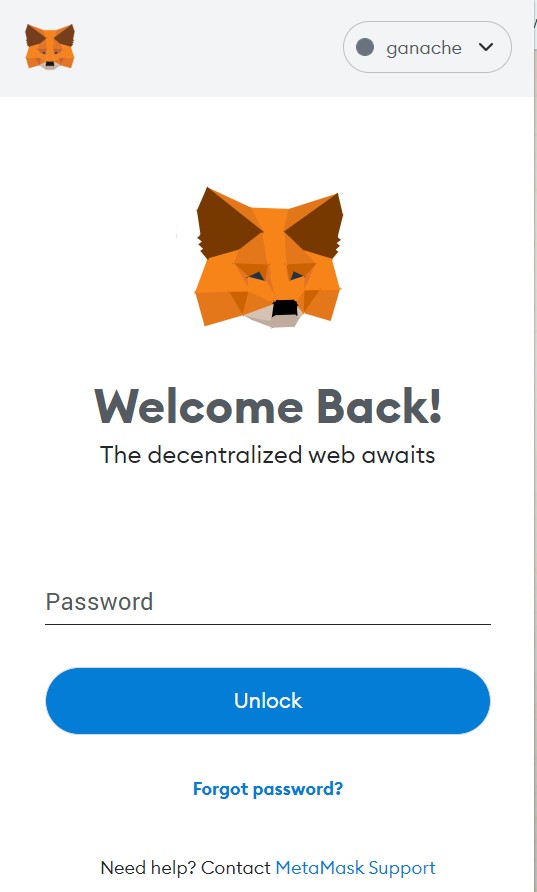 ganache
Welcome Back!
The decentralized web awaits
Password
Unlock
Forgot password?
Need help? Contact MetaMask Support